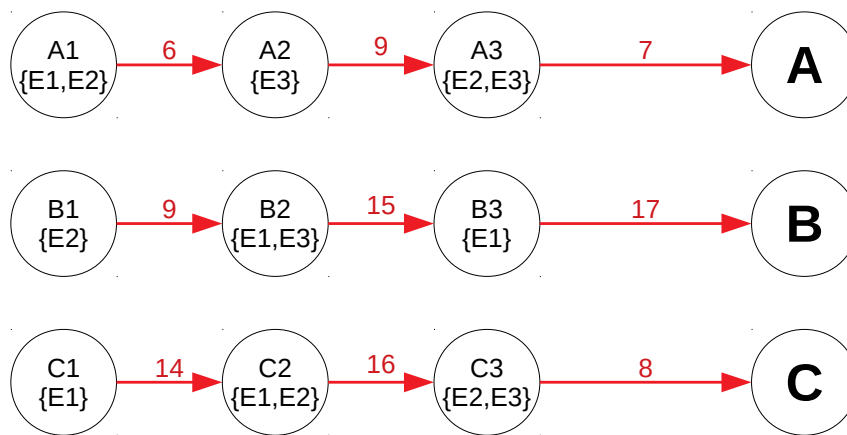 6
9
7
A1
{E1,E2}
A2
{E3}
A3
{E2,E3}
A
9
15
17
B1
{E2}
B2
{E1,E3}
B3
{E1}
B
14
16
8
C1
{E1}
C2
{E1,E2}
C3
{E2,E3}
C